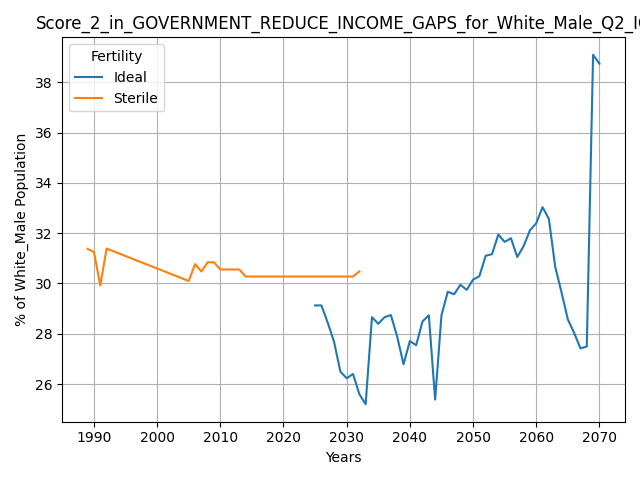 Score_2_in_GOVERNMENT_REDUCE_INCOME_GAPS_for_White_Male_Q2_I
Fertility
Ideal
Sterile
% of White_Male Population
38
36
34
32
30
28
26
1990 2000 2010 2020 2030 2040 2050 2060 2070
Years